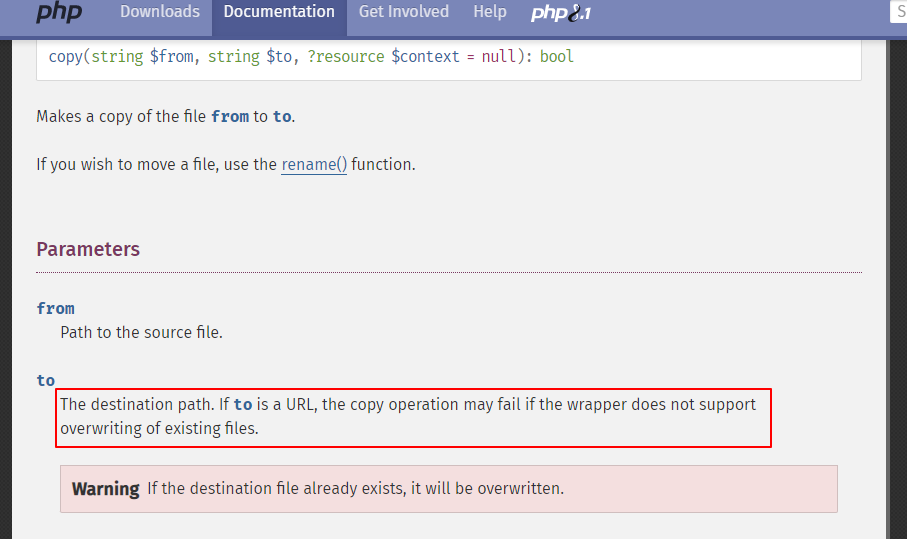 php Downloads Documentation Get Involved Help php8.1 S
copy(string $from, string $to, ?resource $context = null): bool
Makes a copy of the file from to to.
If you wish to move a file, use the rename() function.
Parameters
from
Path to the source file.
to
The destination path. If to is a URL, the copy operation may fail if the wrapper does not support
overwriting of existing files.
Warning If the destination file already exists, it will be overwritten.